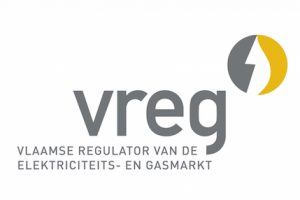 vreg
VLAAMSE REGULATOR VAN DE
ELEKTRICITEITS- EN GASMARKT